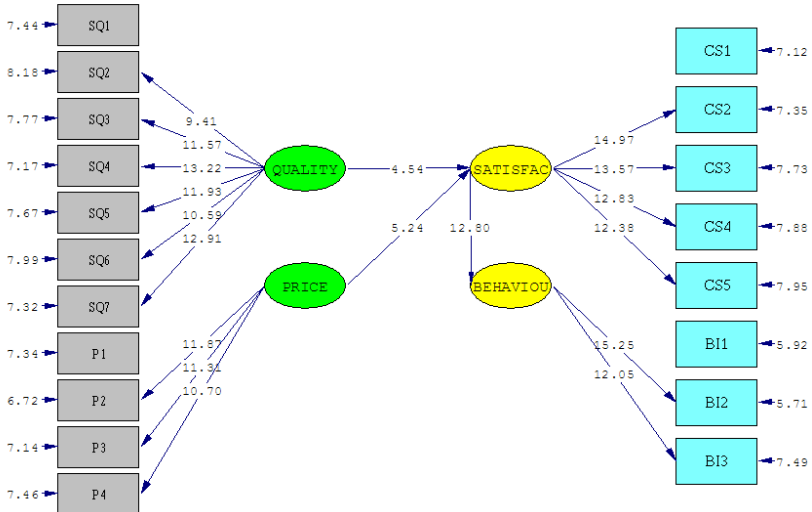 7.44 SQ1
8.18 SQ2
7.77 SQ3
7.17 SQ4
7.67 SQ5
7.99 SQ6
7.32 SQ7
7.34 P1
6.72 P2
7.14 P3
7.46 P4
9.41
11.57
13.22
11.93
10.59
12.91
11.87
11.31
10.70
QUALITY
PRICE
4.54
5.24
12.80
SATISFAC
BEHAVIOU
14.97
13.57
12.83
12.38
15.25
12.05
CS1 7.12
CS2 7.35
CS3 7.73
CS4 7.88
CS5 7.95
BI1 5.92
BI2 5.71
BI3 7.49